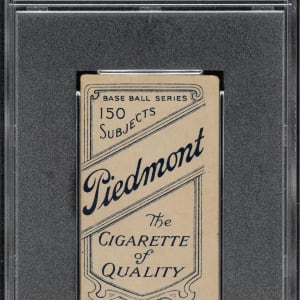 BASE BALL SERIES
150
SUBJECTS
Piedmont
The
CIGARETTE
of
QUALITY